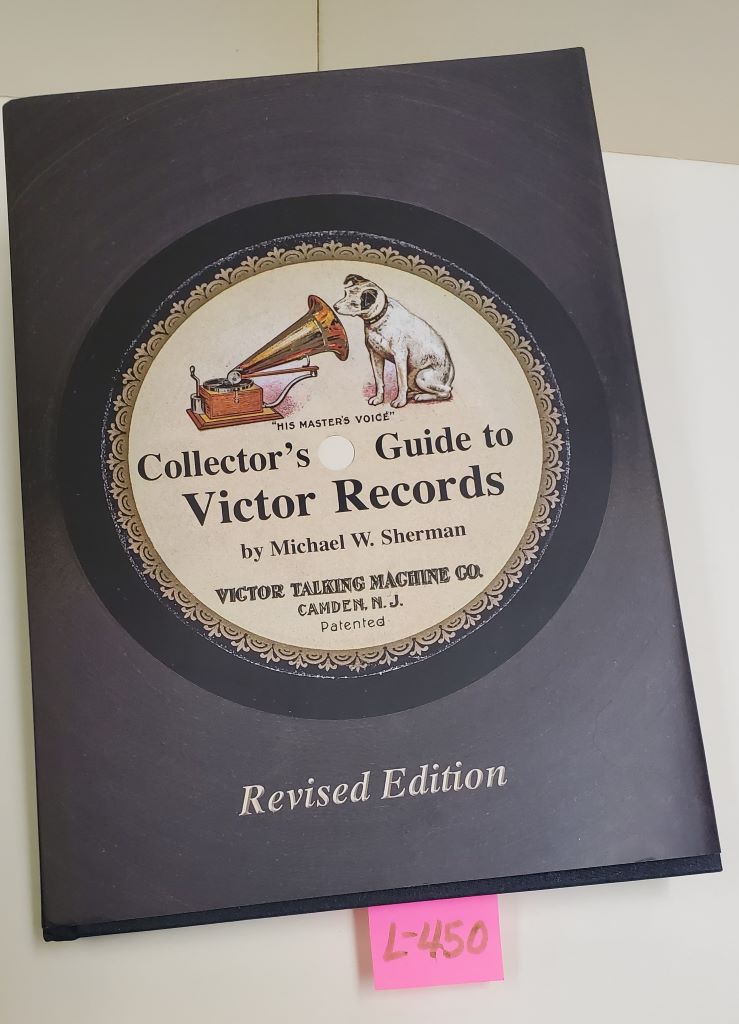 "HIS MASTER'S VOICE"
Collector's Guide to
Victor Records
by Michael W. Sherman
VICTOR TALKING MACHINE CO.
CAMDEN, N. J.
Patented
Revised Edition
L-450